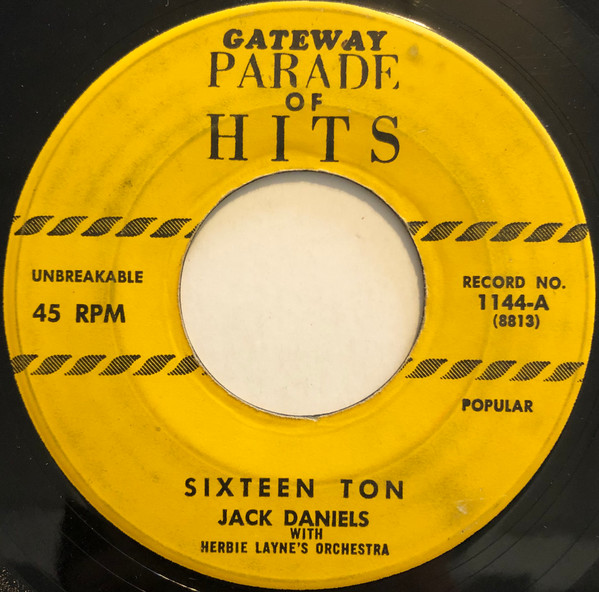 GATEWAY
PARADE
OF
HITS
UNBREAKABLE
45 RPM
RECORD NO.
1144-A
(8813)
POPULAR
SIXTEEN TON
JACK DANIELS
WITH
HERBIE LAYNE'S ORCHESTRA